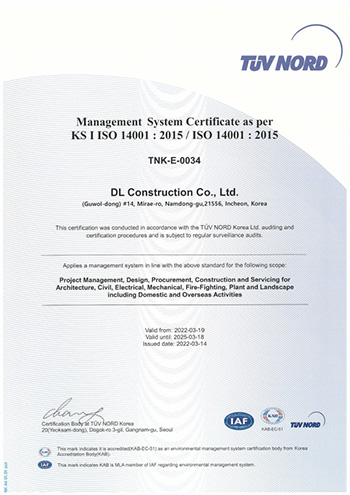 TÜV NORD
Management System Certificate as per
KS I ISO 14001 : 2015 / ISO 14001 : 2015
TNK-E-0034
DL Construction Co., Ltd.
(Guwol-dong) #14, Mirae-ro, Namdong-gu,21556, Incheon, Korea
This certification was conducted in accordance with the TÜV NORD Korea Ltd. auditing and
certification procedures and is subject to regular surveillance audits.
Applies a management system in line with the above standard for the following scope:
Project Management, Design, Procurement, Construction and Servicing for
Architecture, Civil, Electrical, Mechanical, Fire-Fighting, Plant and Landscape
including Domestic and Overseas Activities
Valid from: 2022-03-19
Valid until: 2025-03-18
Issued date: 2022-03-14
Certification Body at TÜV NORD Korea
20(Yeoksam-dong), Dogok-ro 3-gil, Gangnam-gu, Seoul
IAF
KAB
KAB-EC-01
TÜV NORD
This mark indicates it is accredited(KAB-EC-01) as an environmental management system certification body from Korea
Accreditation Body(KAB).
IAF
This mark indicates KAB is MLA member of IAF regarding environmental management system.